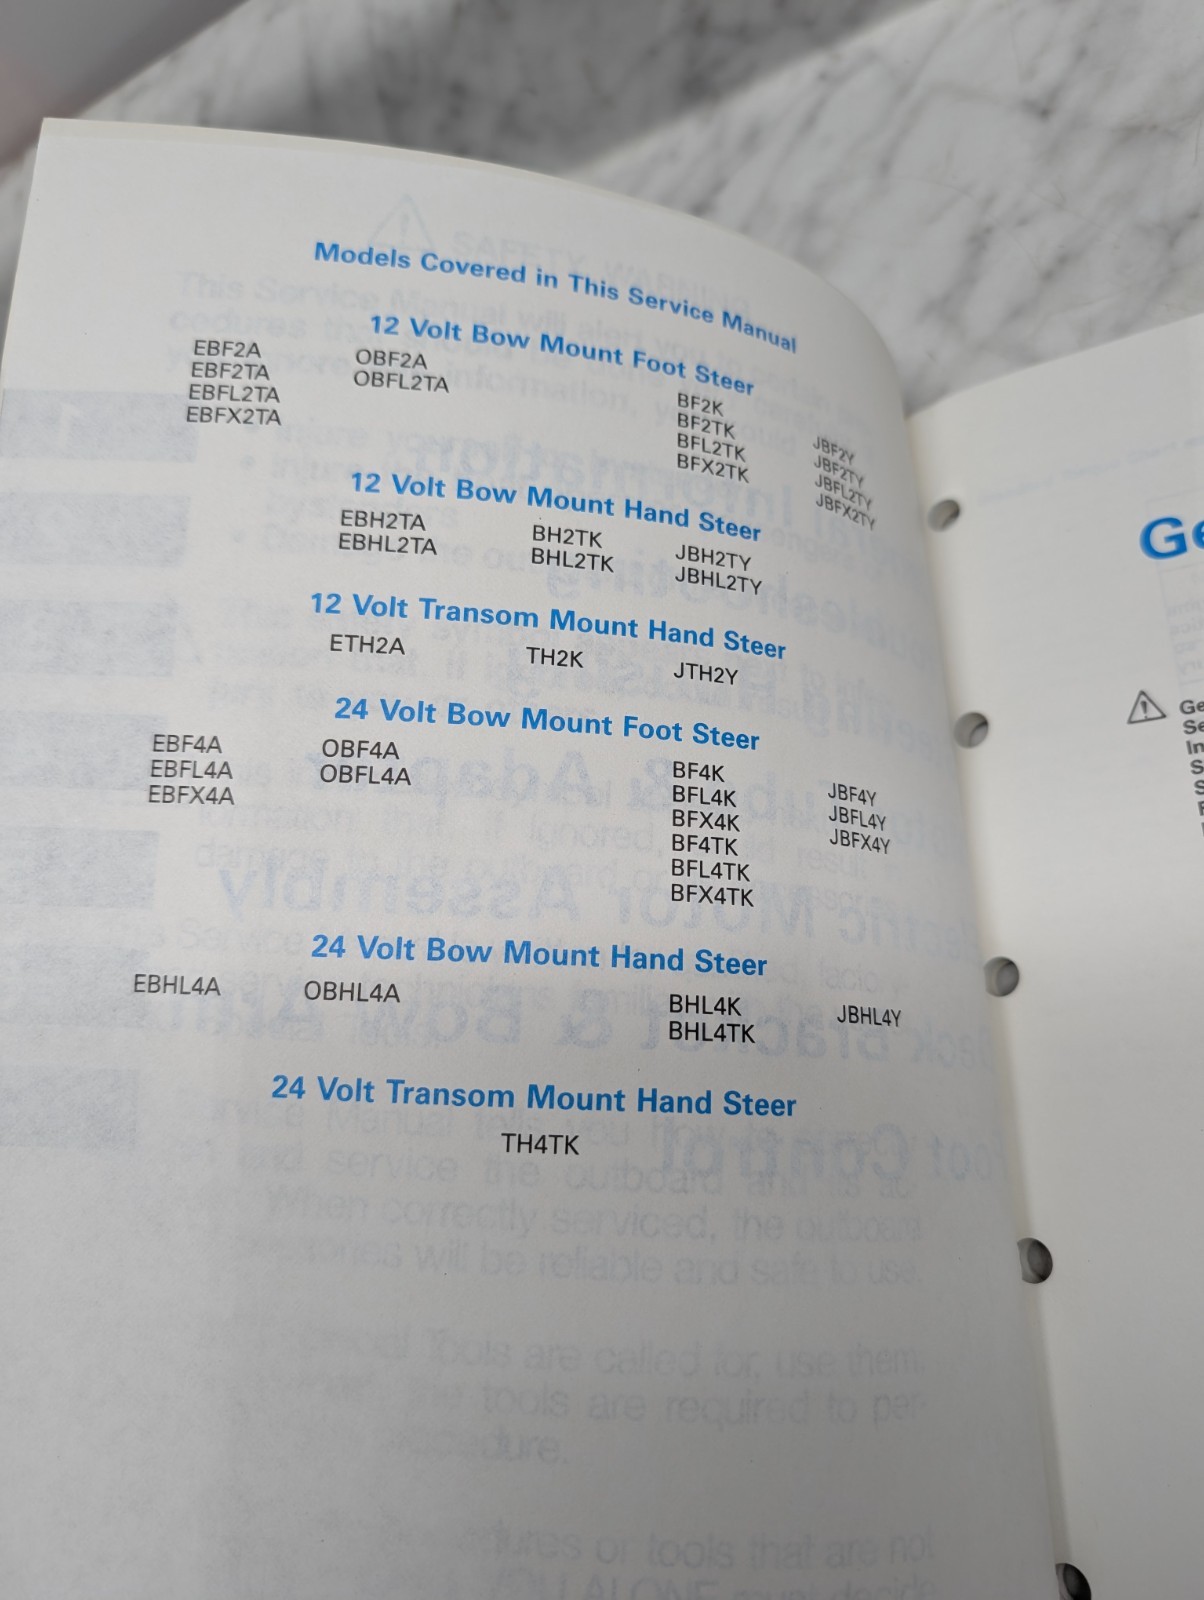 Models Covered in This Service Manual
12 Volt Bow Mount Foot Steer
EBF2A OBF2A BF2K JBF2Y
EBF2TA OBFL2TA BF2TK JBF2TY
EBFL2TA BFL2TK JBFL2TY
EBFX2TA BFX2TK JBFX2TY
12 Volt Bow Mount Hand Steer
EBH2TA BH2TK JBH2TY
EBHL2TA BHL2TK JBHL2TY
12 Volt Transom Mount Hand Steer
ETH2A TH2K JTH2Y
24 Volt Bow Mount Foot Steer
EBF4A OBF4A BF4K JBF4Y
EBFL4A OBFL4A BFL4K JBFL4Y
EBFX4A BFX4K JBFX4Y
BF4TK
BFL4TK
BFX4TK
24 Volt Bow Mount Hand Steer
EBHL4A OBHL4A BHL4K JBHL4Y
BHL4TK
24 Volt Transom Mount Hand Steer
TH4TK
Ge
Ge
Se
In
S
S